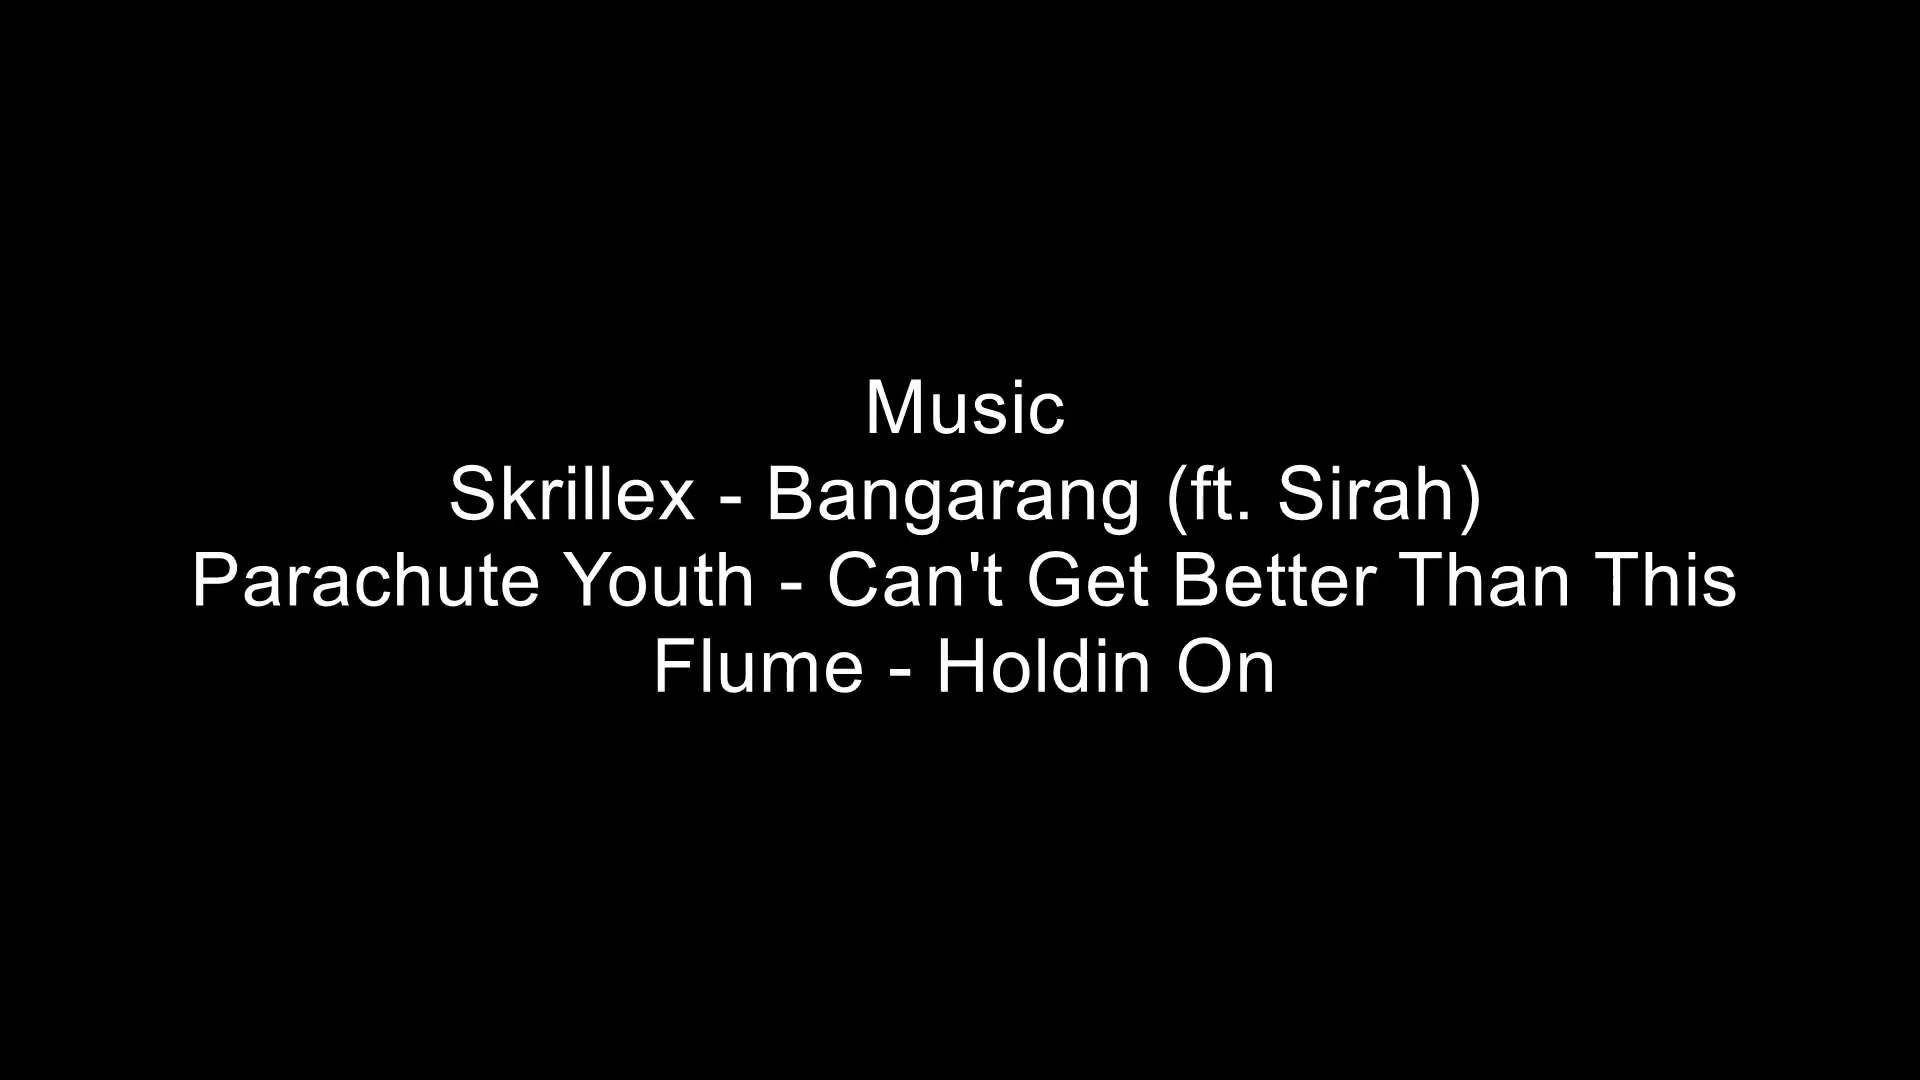 Music
Skrillex - Bangarang (ft. Sirah)
Parachute Youth - Can't Get Better Than This
Flume - Holdin On